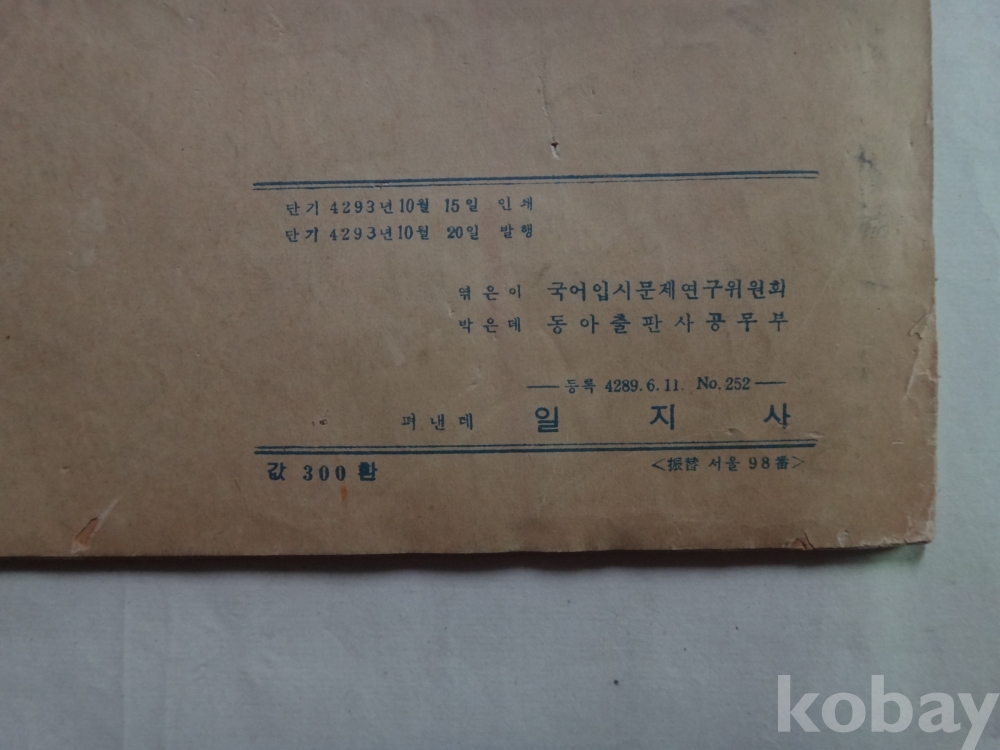 단기 4293년 10월 15일 인쇄
단기 4293년 10월 20일 발행
엮은이 국어입시문제연구위원회
박은데 동아출판사공무부
— 등록 4289.6.11. No.252 —
펴낸데 일지사
값 300환
<振替 서울 98番>
kobay